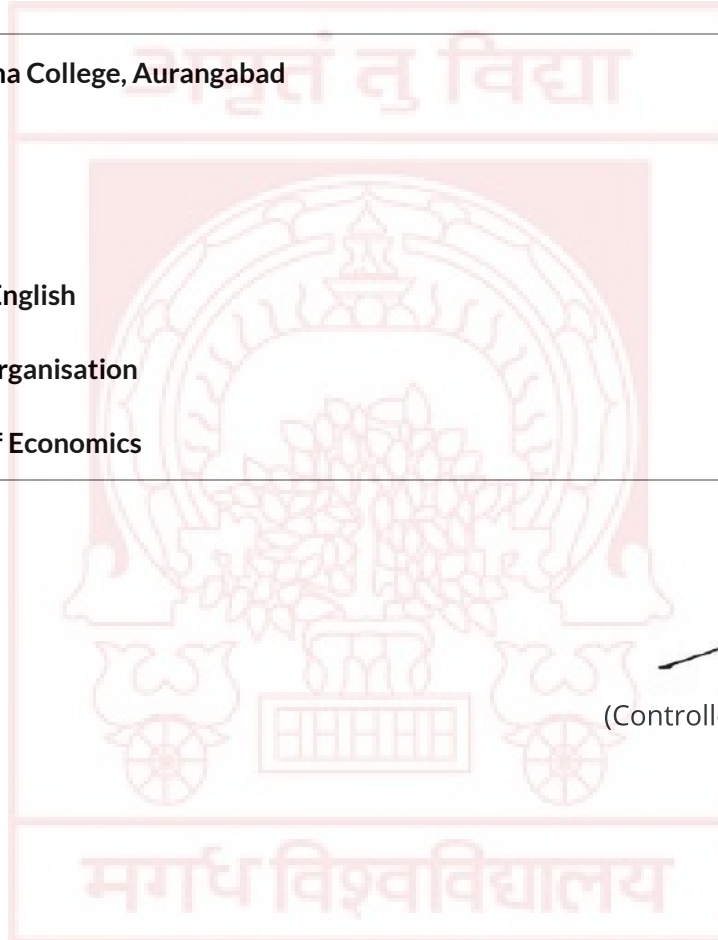 अमृतं तु विद्या
na College, Aurangabad
English
rganisation
f Economics
(Controll
मगध विश्वविद्यालय